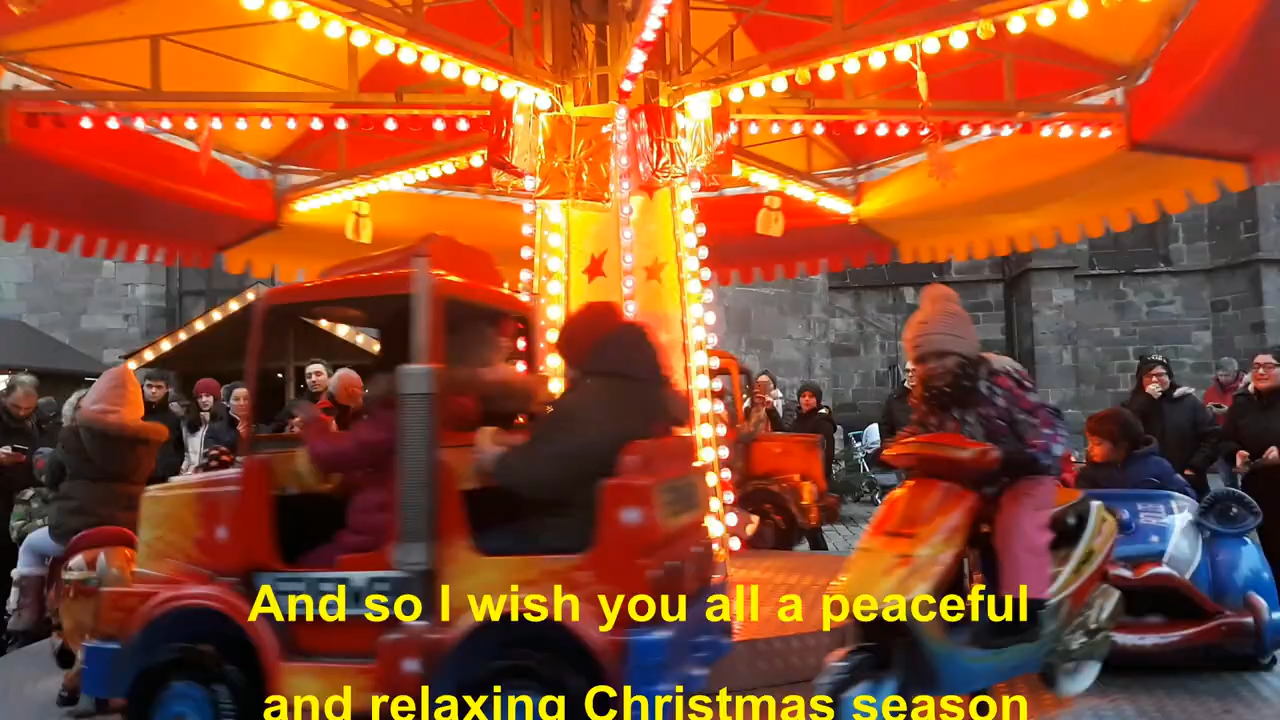 And so I wish you all a peaceful
and relaxing Christmas season